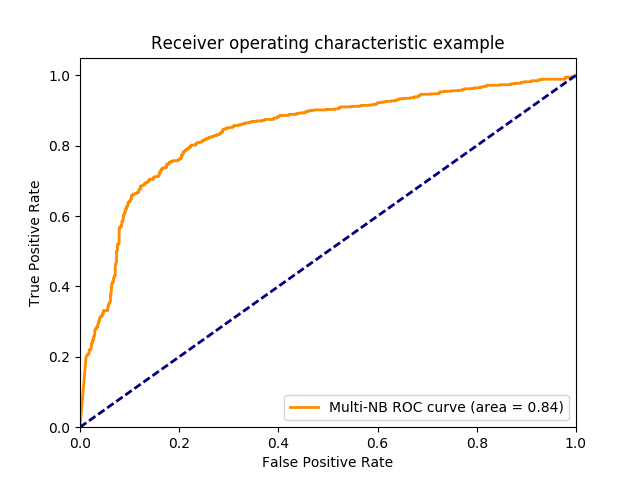 Receiver operating characteristic example
1.0
0.8
0.6
0.4
0.2
0.0
True Positive Rate
Multi-NB ROC curve (area = 0.84)
0.0 0.2 0.4 0.6 0.8 1.0
False Positive Rate